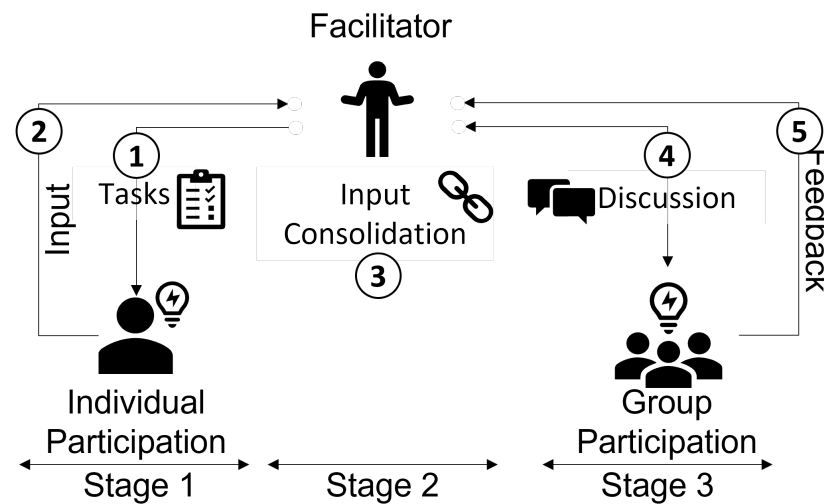 Facilitator
2
1
4
5
Tasks
Input
Consolidation
3
Discussion
Input
Feedback
Individual
Participation
Group
Participation
Stage 1
Stage 2
Stage 3